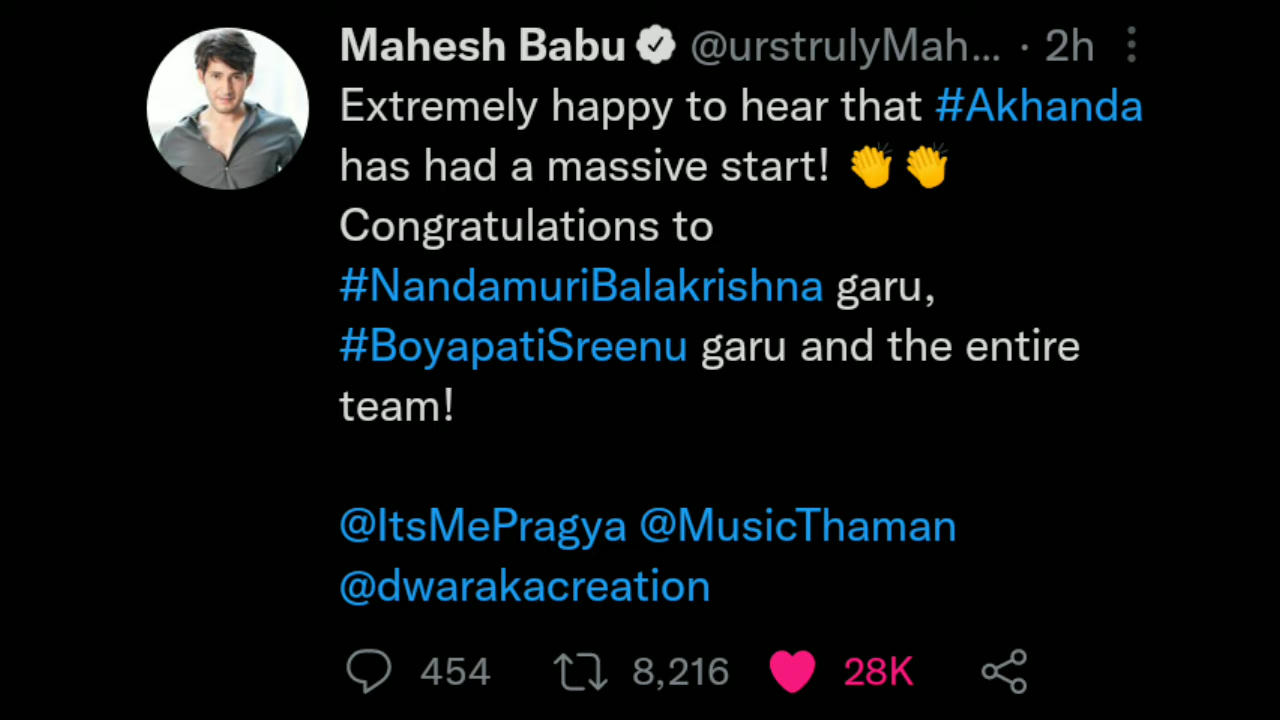 Mahesh Babu @urstrulyMah... · 2h
Extremely happy to hear that #Akhanda
has had a massive start! 👏👏
Congratulations to
#NandamuriBalakrishna garu,
#BoyapatiSreenu garu and the entire
team!
@ItsMePragya @MusicThaman
@dwarakacreation
454 8,216 28K